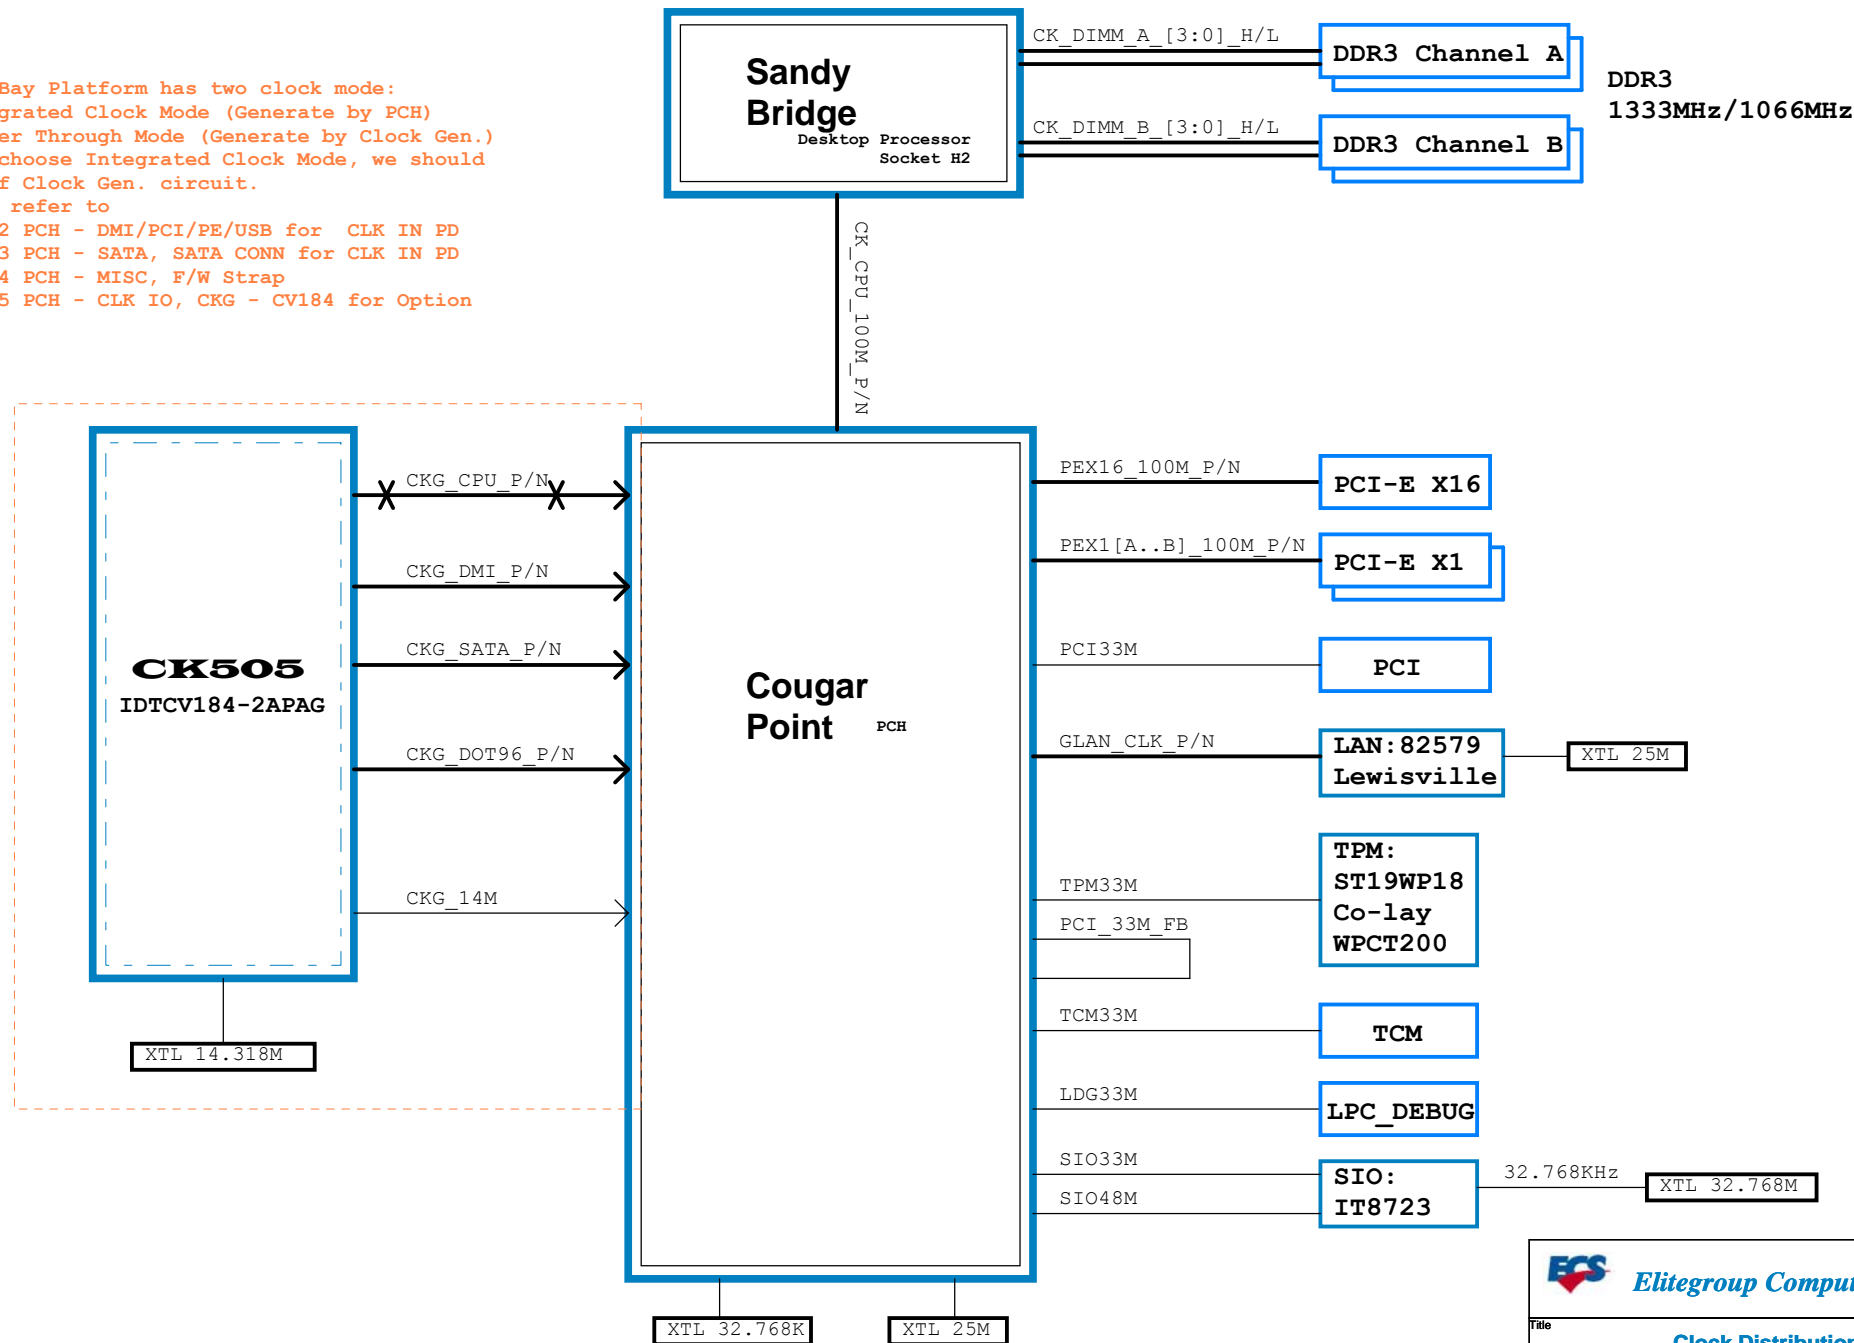 Bay Platform has two clock mode:
grated Clock Mode (Generate by PCH)
er Through Mode (Generate by Clock Gen.)
choose Integrated Clock Mode, we should
f Clock Gen. circuit.
refer to
2 PCH - DMI/PCI/PE/USB for CLK IN PD
3 PCH - SATA, SATA CONN for CLK IN PD
4 PCH - MISC, F/W Strap
5 PCH - CLK IO, CKG - CV184 for Option
Sandy
Bridge
Desktop Processor
Socket H2
CK_DIMM_A_[3:0]_H/L
DDR3 Channel A
CK_DIMM_B_[3:0]_H/L
DDR3 Channel B
DDR3
1333MHz/1066MHz
CK_CPU_100M_P/N
CK505
IDTCV184-2APAG
XTL 14.318M
CKG_CPU_P/N
CKG_DMI_P/N
CKG_SATA_P/N
CKG_DOT96_P/N
CKG_14M
Cougar
Point
PCH
PEX16_100M_P/N
PCI-E X16
PEX1[A..B]_100M_P/N
PCI-E X1
PCI33M
PCI
GLAN_CLK_P/N
LAN:82579
Lewisville
XTL 25M
TPM33M
TPM:
ST19WP18
Co-lay
WPCT200
PCI_33M_FB
TCM33M
TCM
LDG33M
LPC_DEBUG
SIO33M
SIO48M
SIO:
IT8723
32.768KHz
XTL 32.768M
XTL 32.768K
XTL 25M
ECS
Elitegroup Comput
Title
Clock Distribution